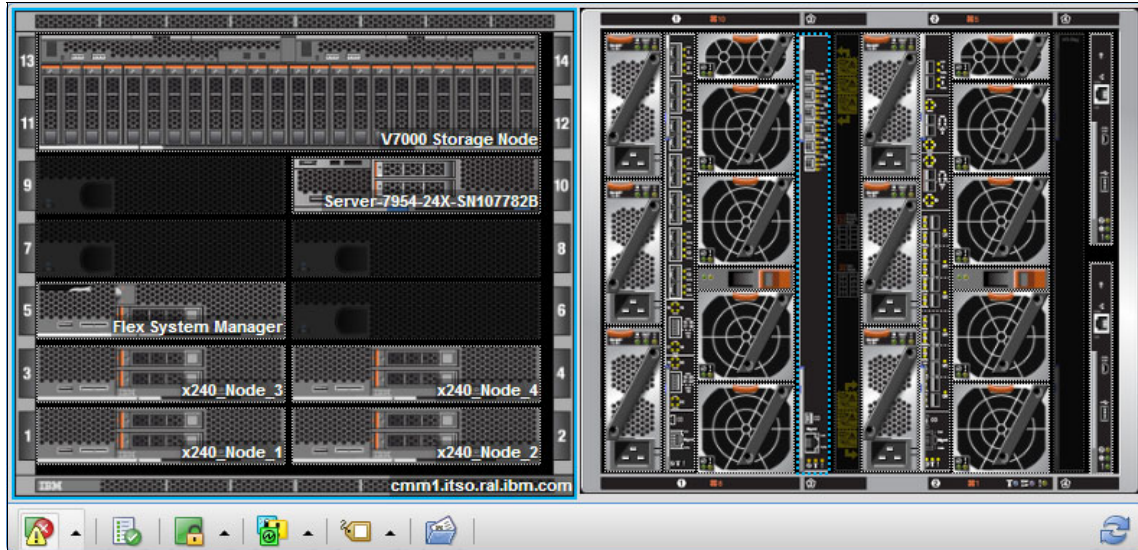 13
14
V7000 Storage Node
11
12
9
Server-7954-24X-SN107782B
10
7
8
5
Flex System Manager
6
3
x240_Node_3
x240_Node_4
4
1
x240_Node_1
x240_Node_2
2
IBM
cmm1.itso.ral.ibm.com